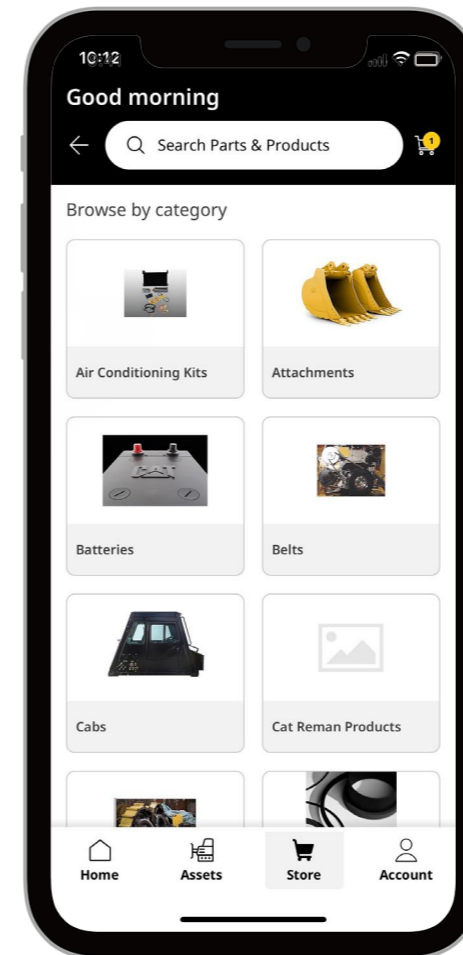 10:12
Good morning
Search Parts & Products
1
Browse by category
Air Conditioning Kits
Attachments
CAT
Batteries
Belts
Cabs
Cat Reman Products
Home
Assets
Store
Account